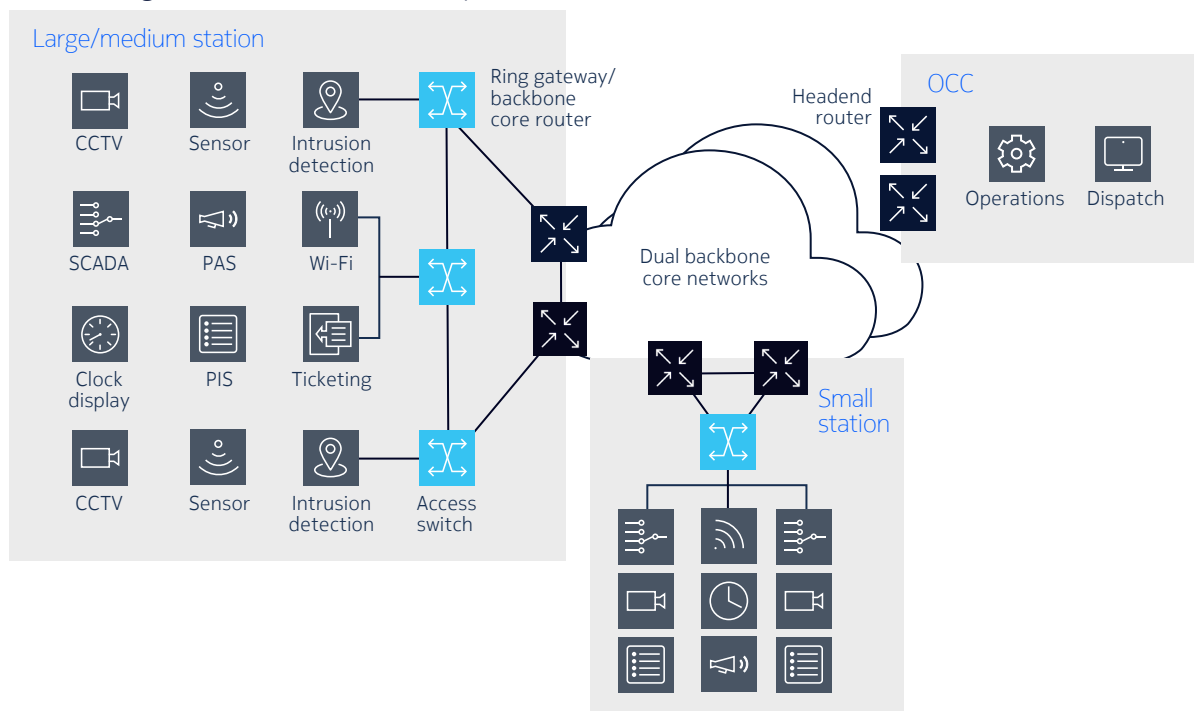 Large/medium station
CCTV
Sensor
Intrusion
detection
Ring gateway/
backbone
core router
SCADA
PAS
Wi-Fi
Clock
display
PIS
Ticketing
CCTV
Sensor
Intrusion
detection
Access
switch
Dual backbone
core networks
Headend
router
OCC
Operations
Dispatch
Small
station